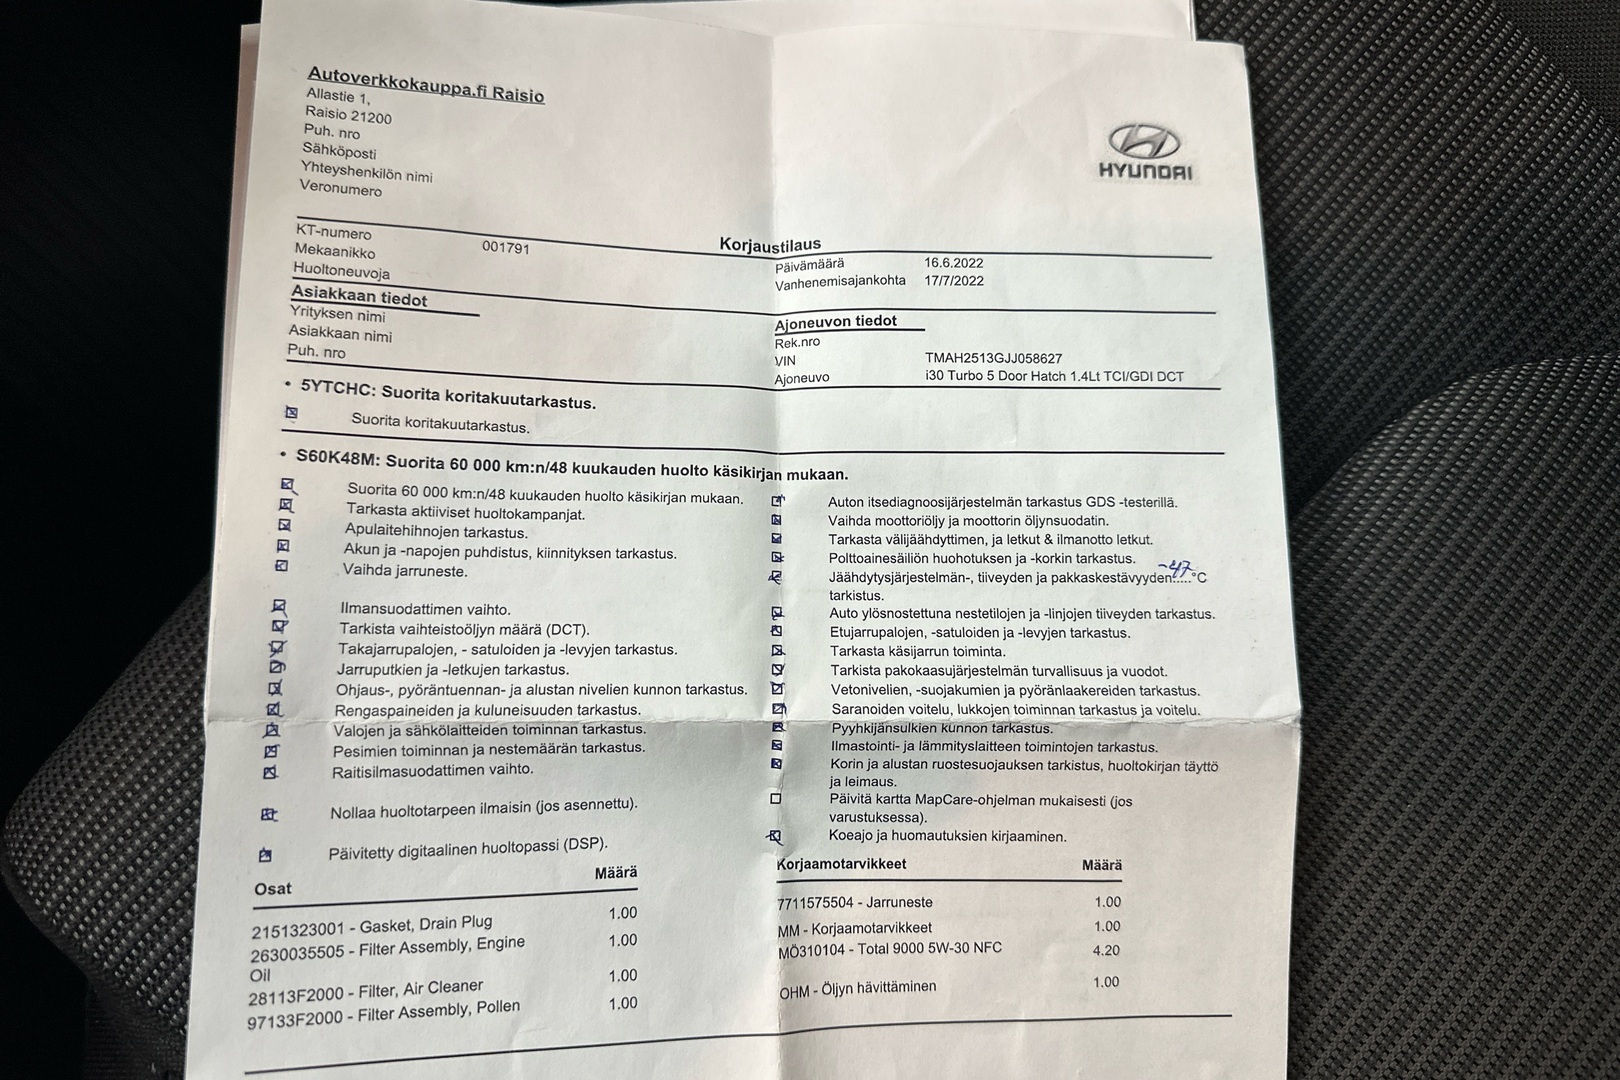 Autoverkkokauppa.fi Raisio
Allastie 1,
Raisio 21200
Puh. nro
Sähköposti
Yhteyshenkilön nimi
Veronumero
HYUNDAI
Korjaustilaus
KT-numero 001791
Mekaanikko
Huoltoneuvoja
Päivämäärä 16.6.2022
Vanhenemisajankohta 17/7/2022
Asiakkaan tiedot
Yrityksen nimi
Asiakkaan nimi
Puh. nro
Ajoneuvon tiedot
Rek.nro
VIN TMAH2513GJJ058627
Ajoneuvo i30 Turbo 5 Door Hatch 1.4Lt TCI/GDI DCT
• 5YTCHC: Suorita koritakuutarkastus.
Suorita koritakuutarkastus.
• S60K48M: Suorita 60 000 km:n/48 kuukauden huolto käsikirjan mukaan.
Suorita 60 000 km:n/48 kuukauden huolto käsikirjan mukaan.
Tarkasta aktiiviset huoltokampanjat.
Apulaitehihnojen tarkastus.
Akun ja -napojen puhdistus, kiinnityksen tarkastus.
Vaihda jarruneste.
Ilmansuodattimen vaihto.
Tarkista vaihteistoöljyn määrä (DCT).
Takajarrupalojen, - satuloiden ja -levyjen tarkastus.
Jarruputkien ja -letkujen tarkastus.
Ohjaus-, pyöräntuennan- ja alustan nivelien kunnon tarkastus.
Rengaspaineiden ja kuluneisuuden tarkastus.
Valojen ja sähkölaitteiden toiminnan tarkastus.
Pesimien toiminnan ja nestemäärän tarkastus.
Raitisilmasuodattimen vaihto.
Nollaa huoltotarpeen ilmaisin (jos asennettu).
Päivitetty digitaalinen huoltopassi (DSP).
Auton itsediagnoosijärjestelmän tarkastus GDS -testerillä.
Vaihda moottoriöljy ja moottorin öljynsuodatin.
Tarkasta välijäähdyttimen, ja letkut & ilmanotto letkut.
Polttoainesäiliön huohotuksen ja -korkin tarkastus.
Jäähdytysjärjestelmän-, tiiveyden ja pakkaskestävyyden -47 .....°C
tarkistus.
Auto ylösnostettuna nestetilojen ja -linjojen tiiveyden tarkastus.
Etujarrupalojen, -satuloiden ja -levyjen tarkastus.
Tarkasta käsijarrun toiminta.
Tarkista pakokaasujärjestelmän turvallisuus ja vuodot.
Vetonivelien, -suojakumien ja pyöränlaakereiden tarkastus.
Saranoiden voitelu, lukkojen toiminnan tarkastus ja voitelu.
Pyyhkijänsulkien kunnon tarkastus.
Ilmastointi- ja lämmityslaitteen toimintojen tarkastus.
Korin ja alustan ruostesuojauksen tarkistus, huoltokirjan täyttö
ja leimaus.
Päivitä kartta MapCare-ohjelman mukaisesti (jos
varustuksessa).
Koeajo ja huomautuksien kirjaaminen.
Osat Määrä
2151323001 - Gasket, Drain Plug 1.00
2630035505 - Filter Assembly, Engine 1.00
Oil
28113F2000 - Filter, Air Cleaner 1.00
97133F2000 - Filter Assembly, Pollen 1.00
Korjaamotarvikkeet Määrä
7711575504 - Jarruneste 1.00
MM - Korjaamotarvikkeet 1.00
MÖ310104 - Total 9000 5W-30 NFC 4.20
OHM - Öljyn hävittäminen 1.00